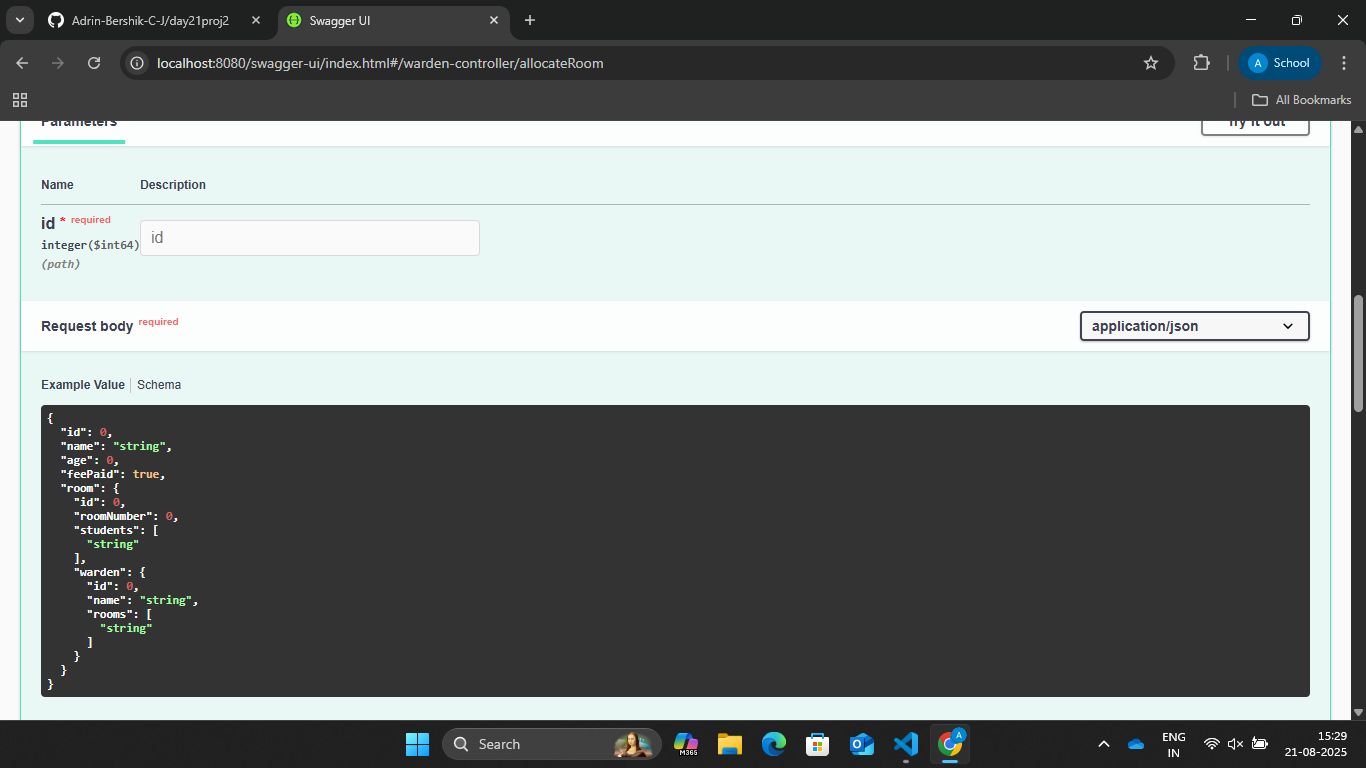 Adrin-Bershik-C-J/day21proj2
Swagger UI
localhost:8080/swagger-ui/index.html#/warden-controller/allocateRoom
A School
All Bookmarks
Parameters
Try it out
Name Description
id * required
integer($int64)
(path)
id
Request body required
application/json
Example Value Schema
{
"id": 0,
"name": "string",
"age": 0,
"feePaid": true,
"room": {
"id": 0,
"roomNumber": 0,
"students": [
"string"
],
"warden": {
"id": 0,
"name": "string",
"rooms": [
"string"
]
}
}
}
Search
M365
A
ENG
IN
15:29
21-08-2025